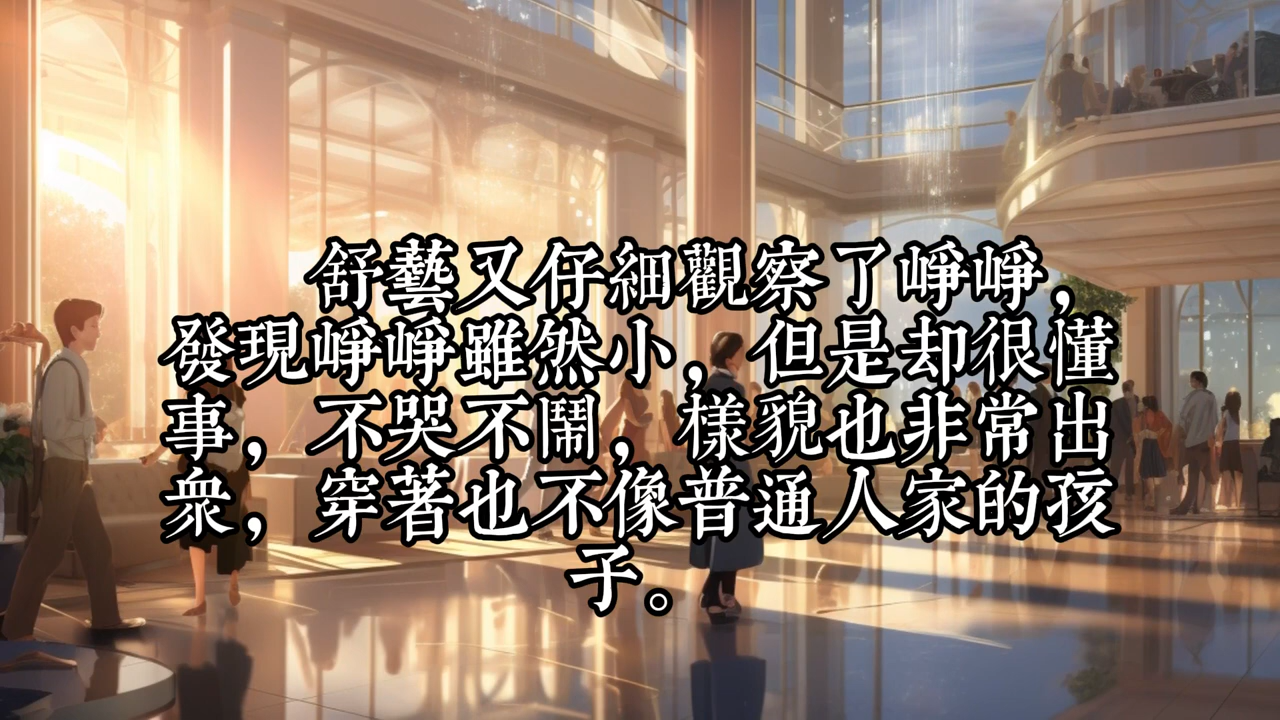 舒藝又仔細觀察了崢崢，
發現崢崢雖然小，但是却很懂
事，不哭不鬧，樣貌也非常出
衆，穿著也不像普通人家的孩
子。